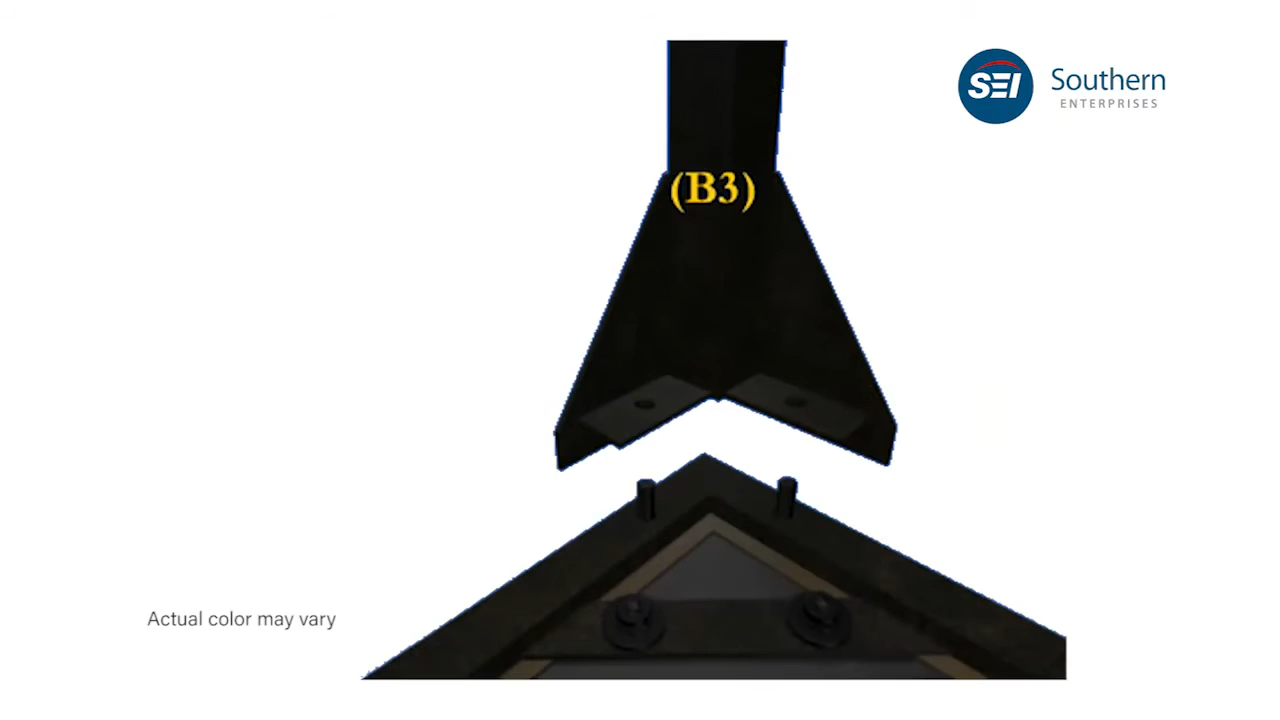 SEI
Southern
ENTERPRISES
(B3)
Actual color may vary